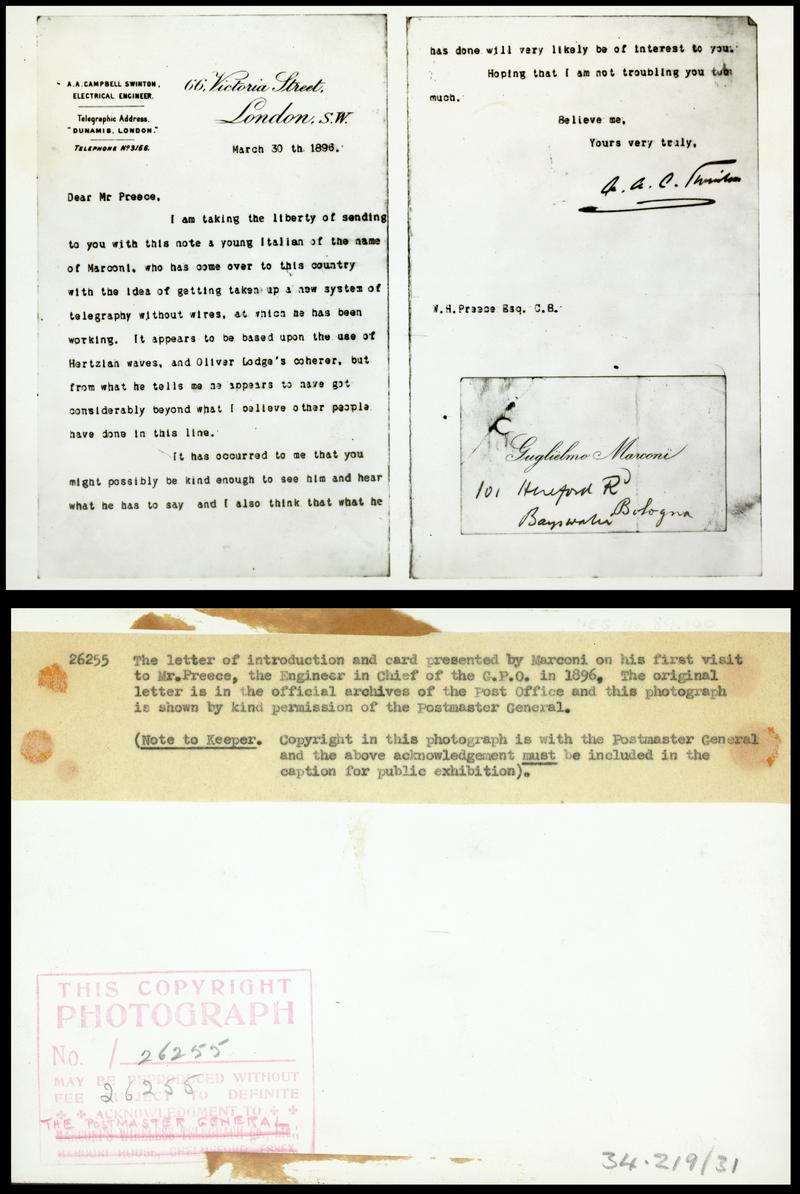 A.A.CAMPBELL SWINTON,
ELECTRICAL ENGINEER.
Telegraphic Address.
"DUNAMIS, LONDON."
TELEPHONE Nº3166.
66, Victoria Street,
London, S.W.
March 30 th 1896.
Dear Mr Preece,
I am taking the liberty of sending
to you with this note a young Italian of the name
of Marconi, who has come over to this country
with the idea of getting taken up a new system of
telegraphy without wires, at which he has been
working. It appears to be based upon the use of
Hertzian waves, and Oliver Lodge's coherer, but
from what he tells me he appears to have got
considerably beyond what I believe other people
have done in this line.
It has occurred to me that you
might possibly be kind enough to see him and hear
what he has to say and I also think that what he
has done will very likely be of interest to you.
Hoping that I am not troubling you too
much.
Believe me,
Yours very truly,
A. A. C. Swinton
W.H.Preece Esq. C.B.
Guglielmo Marconi
101 Hereford Rd
Bayswater Bologna
26255 The letter of introduction and card presented by Marconi on his first visit
to Mr.Preece, the Engineer in Chief of the G.P.O. in 1896. The original
letter is in the official archives of the Post Office and this photograph
is shown by kind permission of the Postmaster General.
(Note to Keeper. Copyright in this photograph is with the Postmaster General
and the above acknowledgement must be included in the
caption for public exhibition).
THIS COPYRIGHT
PHOTOGRAPH
No. / 26255
MAY BE REPRODUCED WITHOUT
26255
FEE SUBJECT TO DEFINITE
ACKNOWLEDGMENT TO
THE POSTMASTER GENERAL
MARCONI HOUSE, CHELMSFORD, ESSEX.
34.219/31